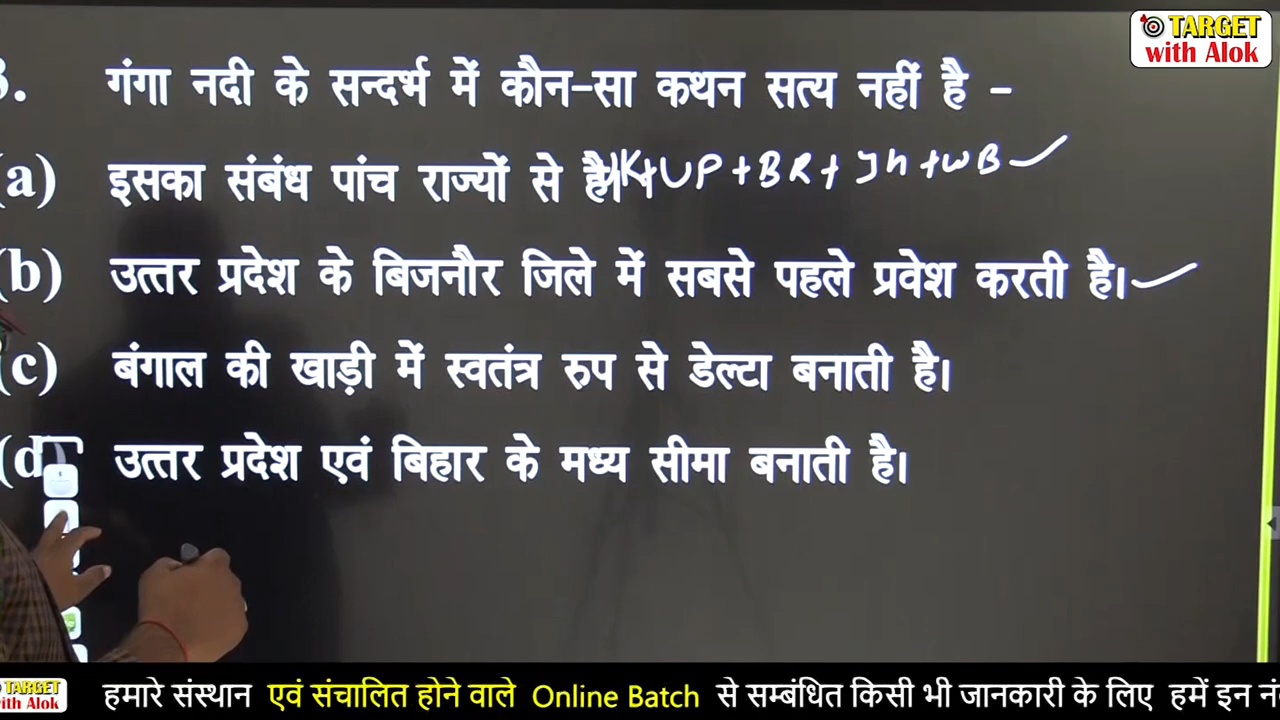 TARGET
with Alok
3. गंगा नदी के सन्दर्भ में कौन-सा कथन सत्य नहीं है -
(a) इसका संबंध पांच राज्यों से है। UK+UP+BR+Jh+WB
(b) उत्तर प्रदेश के बिजनौर जिले में सबसे पहले प्रवेश करती है।
(c) बंगाल की खाड़ी में स्वतंत्र रुप से डेल्टा बनाती है।
(d) उत्तर प्रदेश एवं बिहार के मध्य सीमा बनाती है।
TARGET
with Alok
हमारे संस्थान एवं संचालित होने वाले Online Batch से सम्बंधित किसी भी जानकारी के लिए हमें इन